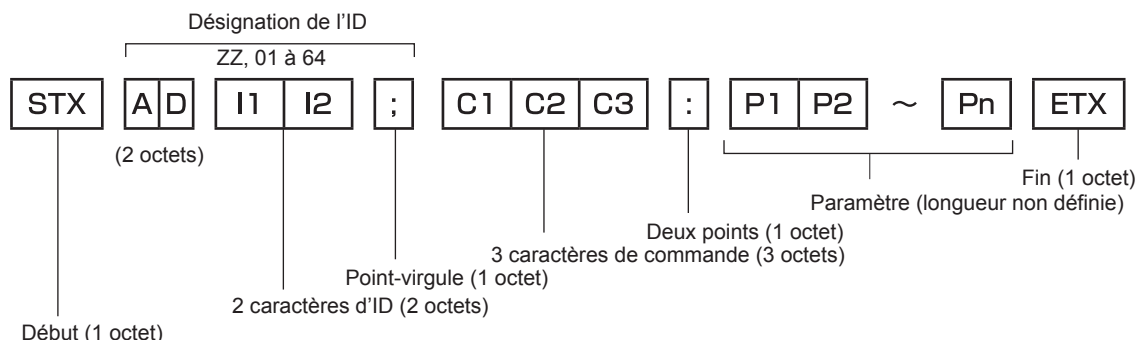 Désignation de l'ID
ZZ, 01 à 64
STX A D I1 I2 ; C1 C2 C3 : P1 P2 ~ Pn ETX
(2 octets)
Fin (1 octet)
Paramètre (longueur non définie)
Deux points (1 octet)
3 caractères de commande (3 octets)
Point-virgule (1 octet)
2 caractères d'ID (2 octets)
Début (1 octet)